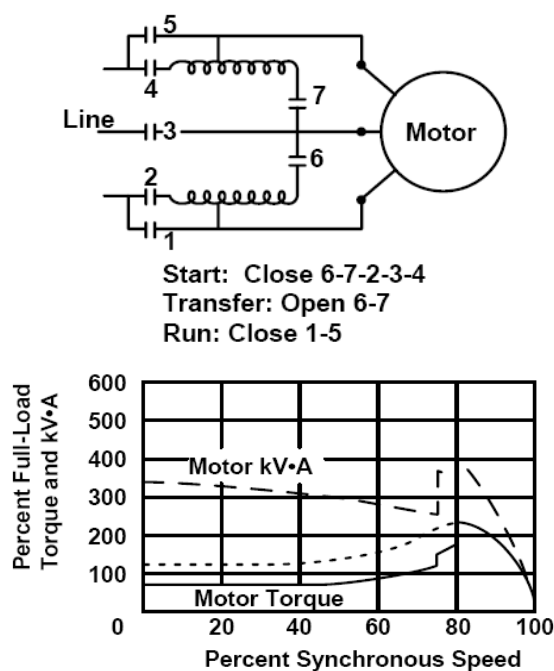 5
4
7
Line
3
Motor
6
2
1
Start: Close 6-7-2-3-4
Transfer: Open 6-7
Run: Close 1-5
Percent Full-Load
Torque and kV•A
600
500
400
300
200
100
Motor kV•A
Motor Torque
0 20 40 60 80 100
Percent Synchronous Speed